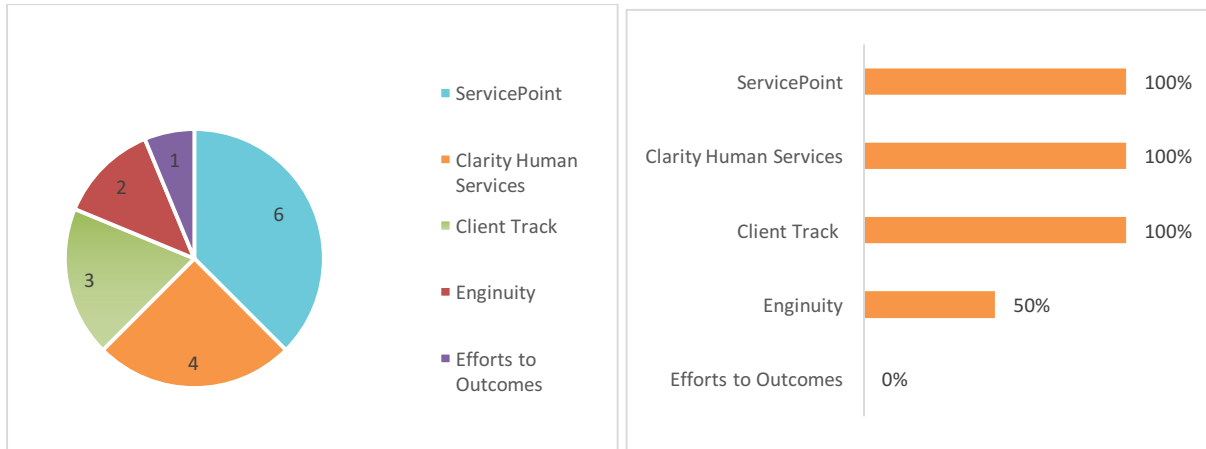 ServicePoint
Clarity Human
Services
Client Track
Enginuity
Efforts to
Outcomes
1
2
6
3
4
ServicePoint 100%
Clarity Human Services 100%
Client Track 100%
Enginuity 50%
Efforts to Outcomes 0%